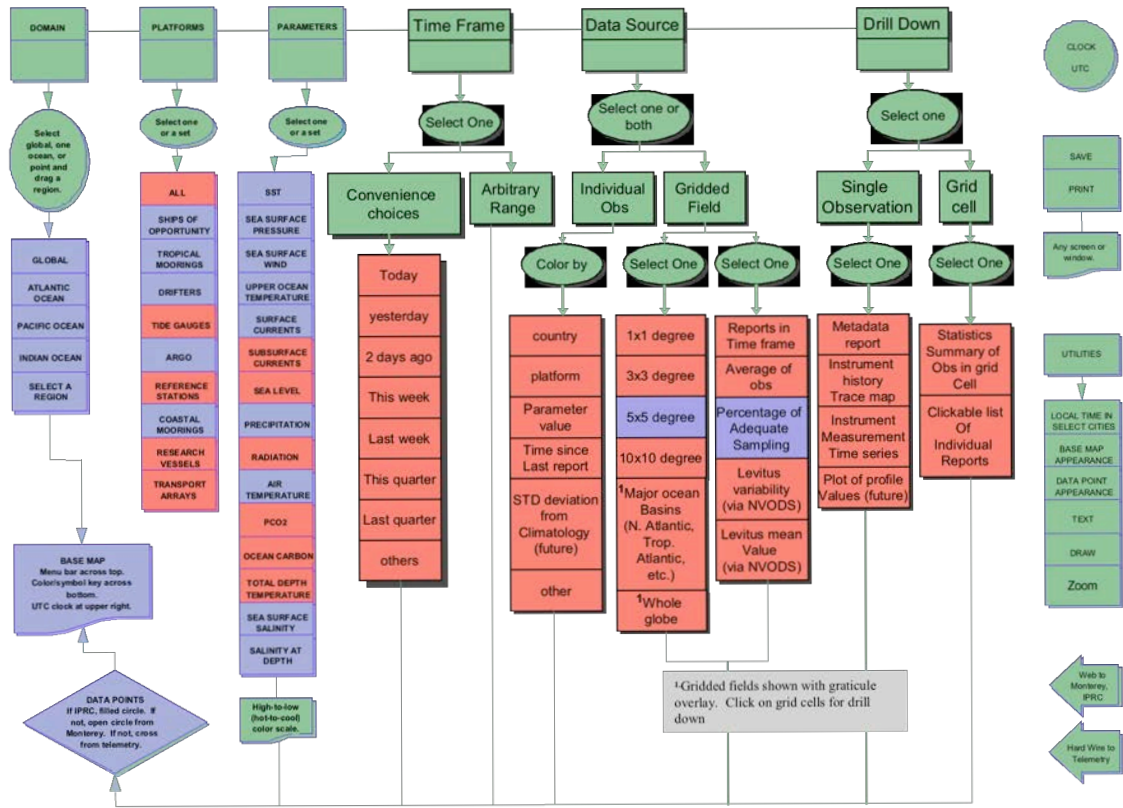 DOMAIN
PLATFORMS
PARAMETERS
Time Frame
Data Source
Drill Down
CLOCK
UTC
Select
global, one
ocean, or
point and
drag a
region.
Select one
or a set
Select one
or a set
Select One
Select one or
both
Select one
SAVE
PRINT
Any screen or
window.
GLOBAL
ATLANTIC
OCEAN
PACIFIC OCEAN
INDIAN OCEAN
SELECT A
REGION
ALL
SHIPS OF
OPPORTUNITY
TROPICAL
MOORINGS
DRIFTERS
TIDE GAUGES
ARGO
REFERENCE
STATIONS
COASTAL
MOORINGS
RESEARCH
VESSELS
TRANSPORT
ARRAYS
SST
SEA SURFACE
PRESSURE
SEA SURFACE
WIND
UPPER OCEAN
TEMPERATURE
SURFACE
CURRENTS
SUBSURFACE
CURRENTS
SEA LEVEL
PRECIPITATION
RADIATION
AIR
TEMPERATURE
PCO2
OCEAN CARBON
TOTAL DEPTH
TEMPERATURE
SEA SURFACE
SALINITY
SALINITY AT
DEPTH
High-to-low
(hot-to-cool)
color scale.
Convenience
choices
Arbitrary
Range
Today
yesterday
2 days ago
This week
Last week
This quarter
Last quarter
others
Individual
Obs
Gridded
Field
Color by
Select One
Select One
country
platform
Parameter
value
Time since
Last report
STD deviation
from
Climatology
(future)
other
1x1 degree
3x3 degree
5x5 degree
10x10 degree
1Major ocean
Basins
(N. Atlantic,
Trop.
Atlantic,
etc.)
1Whole
globe
Reports in
Time frame
Average of
obs
Percentage of
Adequate
Sampling
Levitus
variability
(via NVODS)
Levitus mean
Value
(via NVODS)
Single
Observation
Grid
cell
Select One
Select One
Metadata
report
Instrument
history
Trace map
Instrument
Measurement
Time series
Plot of profile
Values (future)
Statistics
Summary of
Obs in grid
Cell
Clickable list
Of
Individual
Reports
UTILITIES
LOCAL TIME IN
SELECT CITIES
BASE MAP
APPEARANCE
DATA POINT
APPEARANCE
TEXT
DRAW
Zoom
BASE MAP
Menu bar across top.
Color/symbol key across
bottom.
UTC clock at upper right.
DATA POINTS
If IPRC, filled circle. If
not, open circle from
Monterey. If not, cross
from telemetry.
1Gridded fields shown with graticule
overlay. Click on grid cells for drill
down
Web to
Monterey,
IPRC
Hard Wire to
Telemetry